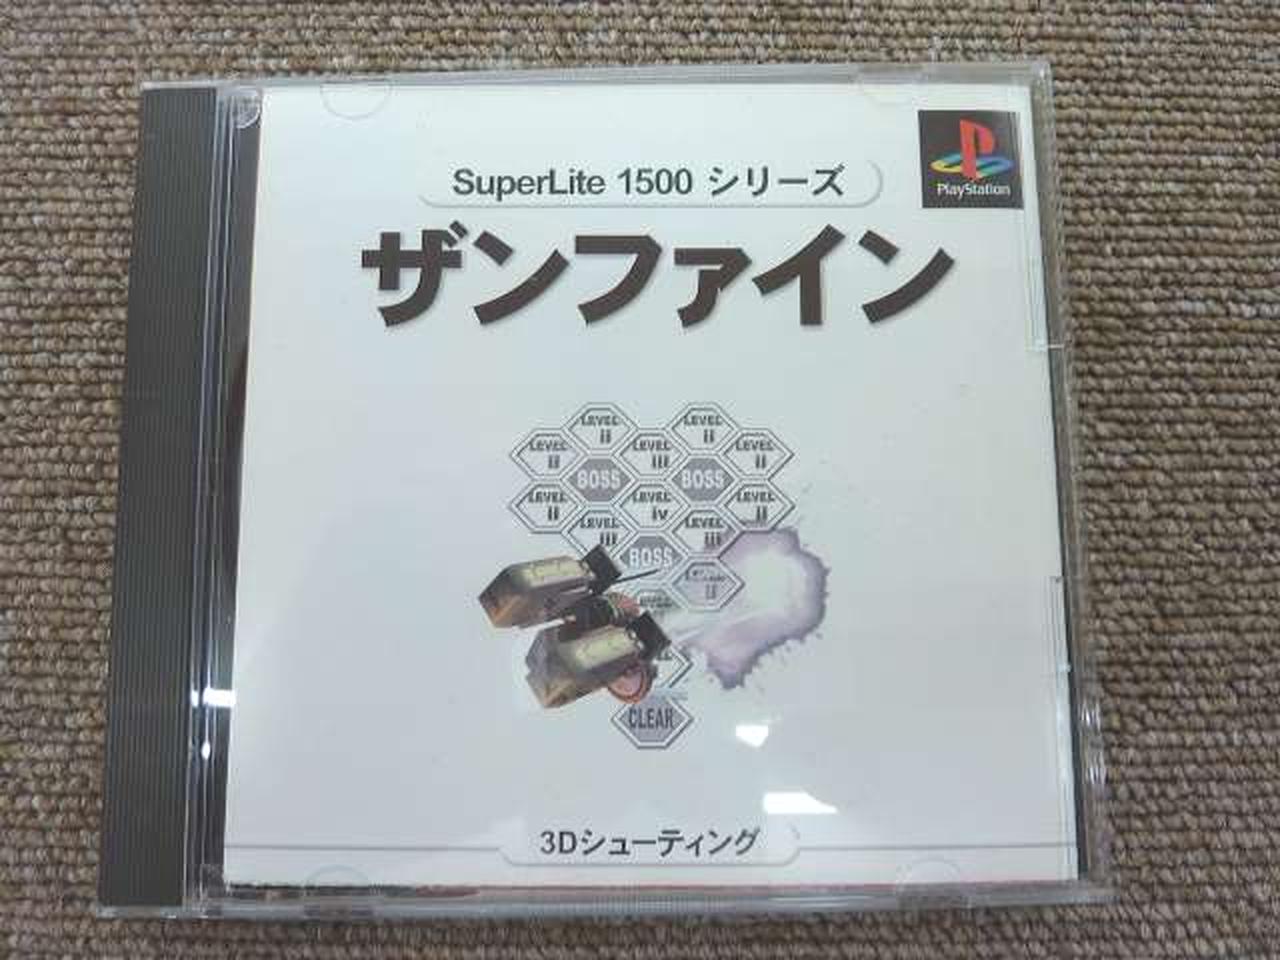 PlayStation
SuperLite 1500 シリーズ
ザンファイン
LEVEL ii
LEVEL ii
LEVEL ii
LEVEL iii
LEVEL ii
BOSS
BOSS
LEVEL ii
LEVEL iv
LEVEL ii
LEVEL iii
LEVEL iii
BOSS
CLEAR
3Dシューティング